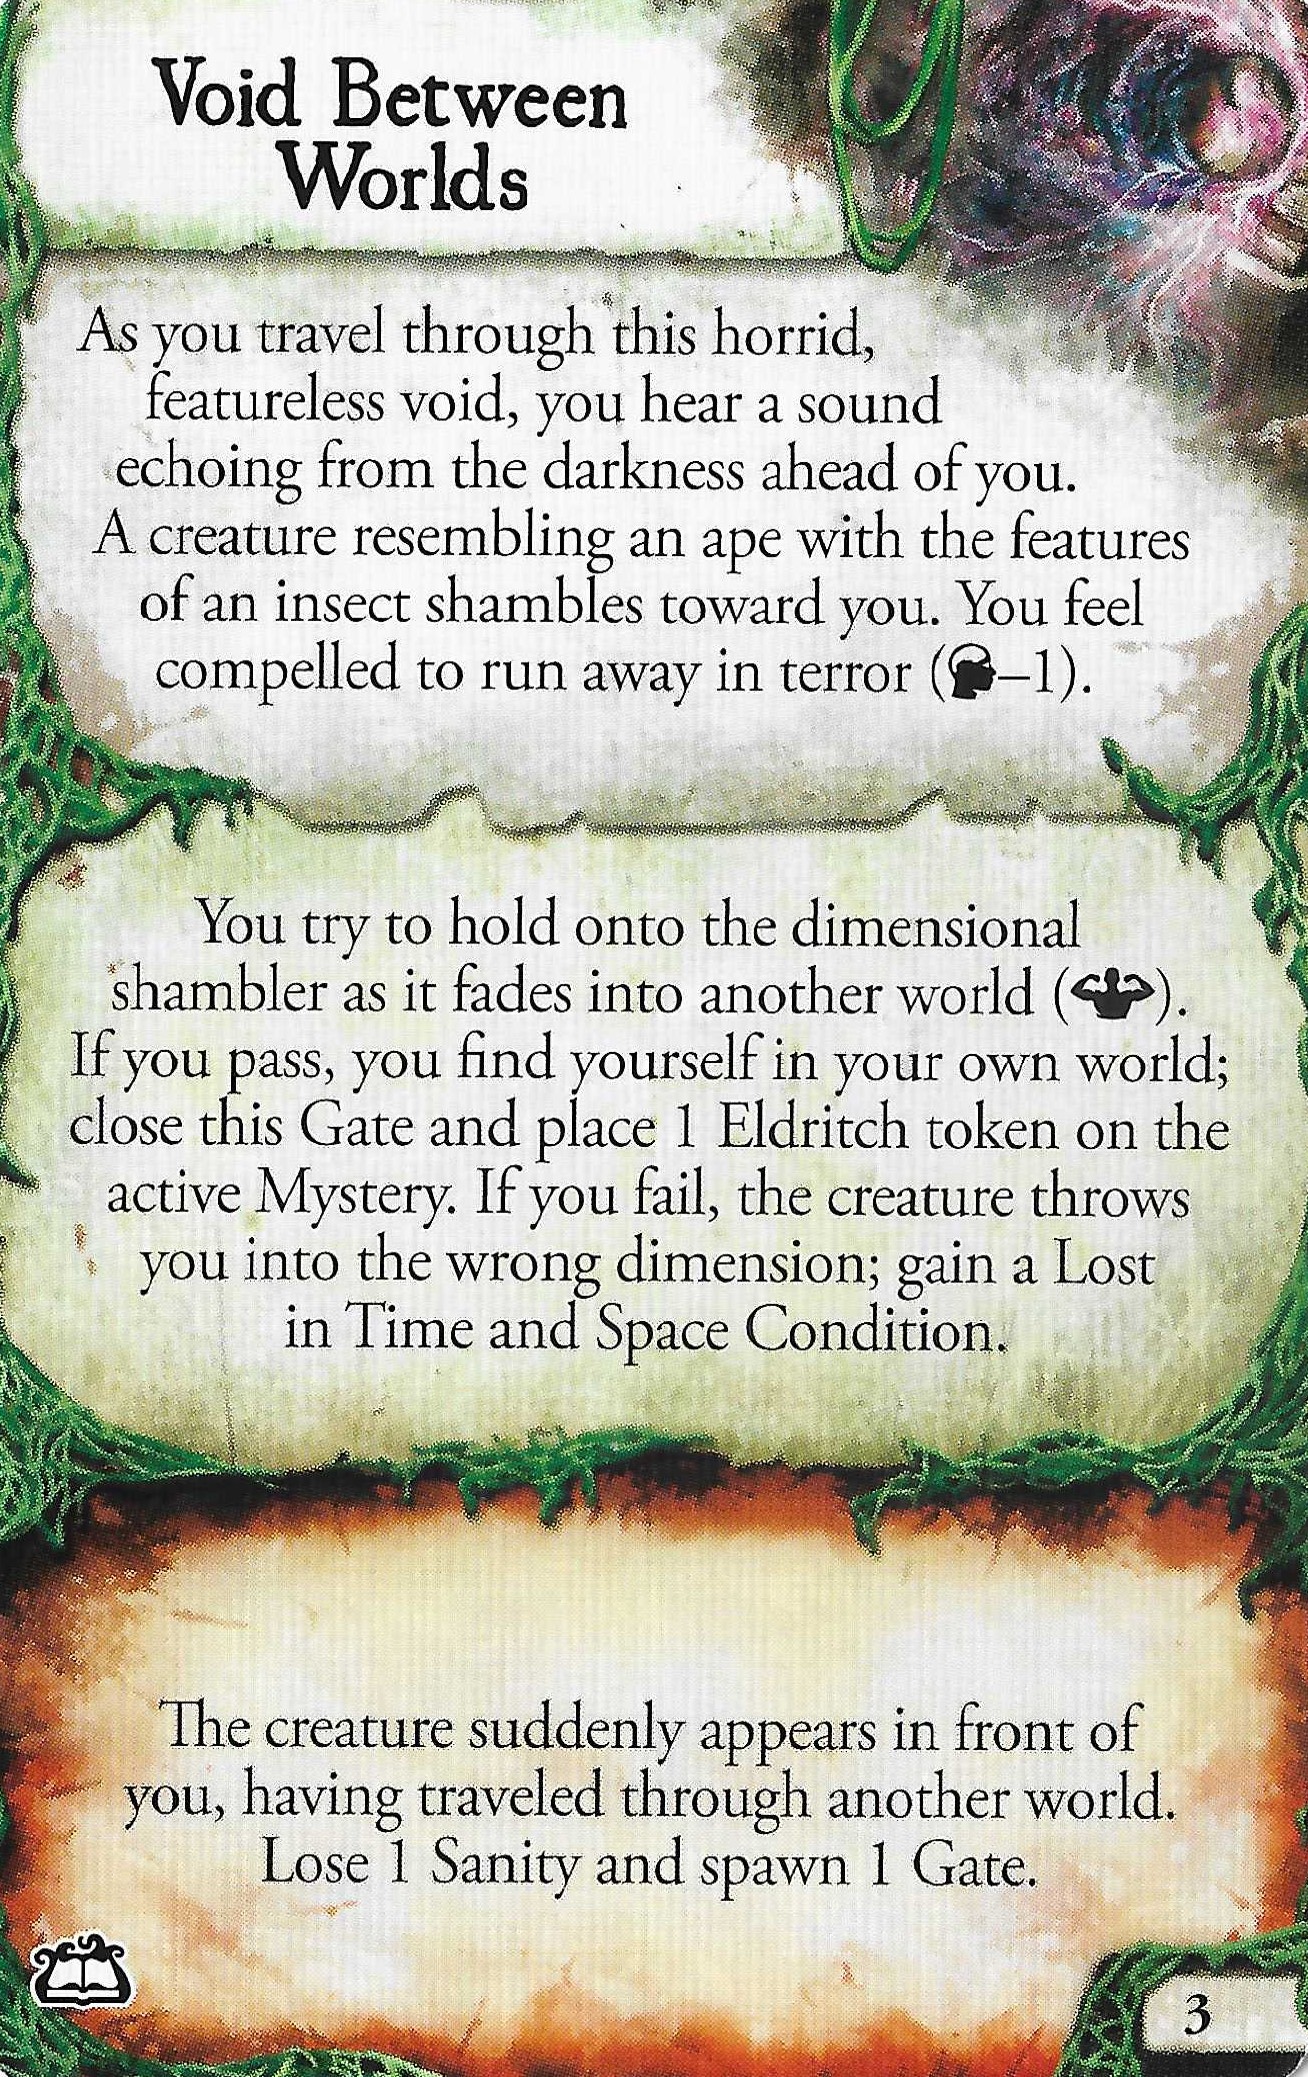 Void Between
Worlds
As you travel through this horrid,
featureless void, you hear a sound
echoing from the darkness ahead of you.
A creature resembling an ape with the features
of an insect shambles toward you. You feel
compelled to run away in terror (–1).
You try to hold onto the dimensional
shambler as it fades into another world ().
If you pass, you find yourself in your own world;
close this Gate and place 1 Eldritch token on the
active Mystery. If you fail, the creature throws
you into the wrong dimension; gain a Lost
in Time and Space Condition.
The creature suddenly appears in front of
you, having traveled through another world.
Lose 1 Sanity and spawn 1 Gate.
3